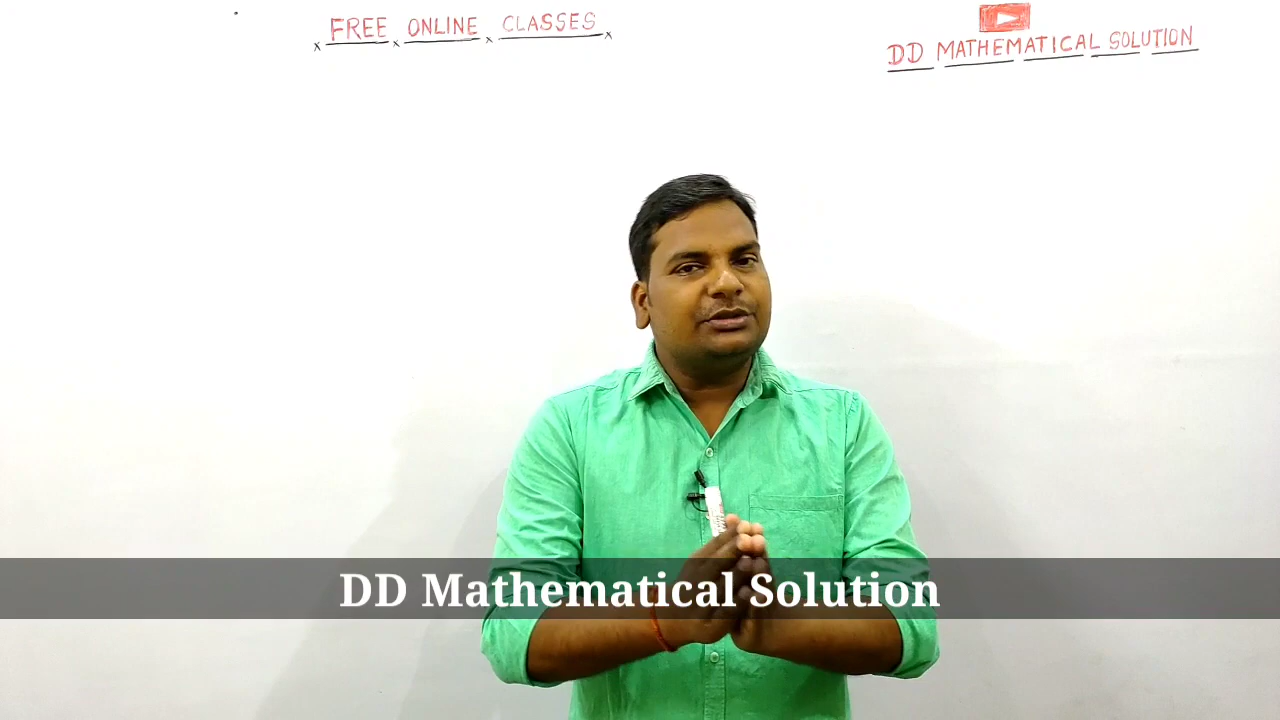 FREE ONLINE CLASSES
DD MATHEMATICAL SOLUTION
DD Mathematical Solution